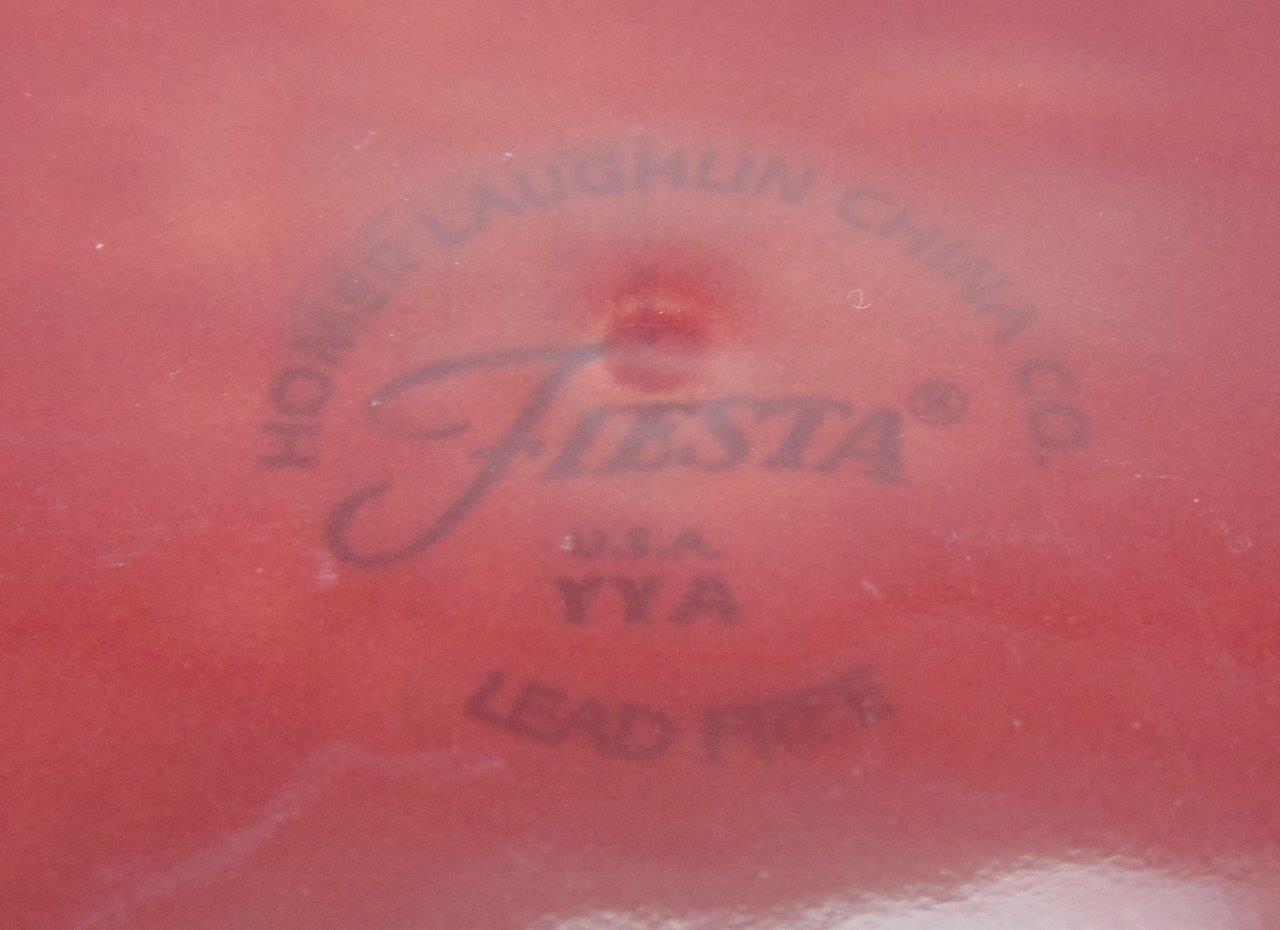 HOMER LAUGHLIN CHINA CO.
FIESTA®
U.S.A.
YYA
LEAD FREE